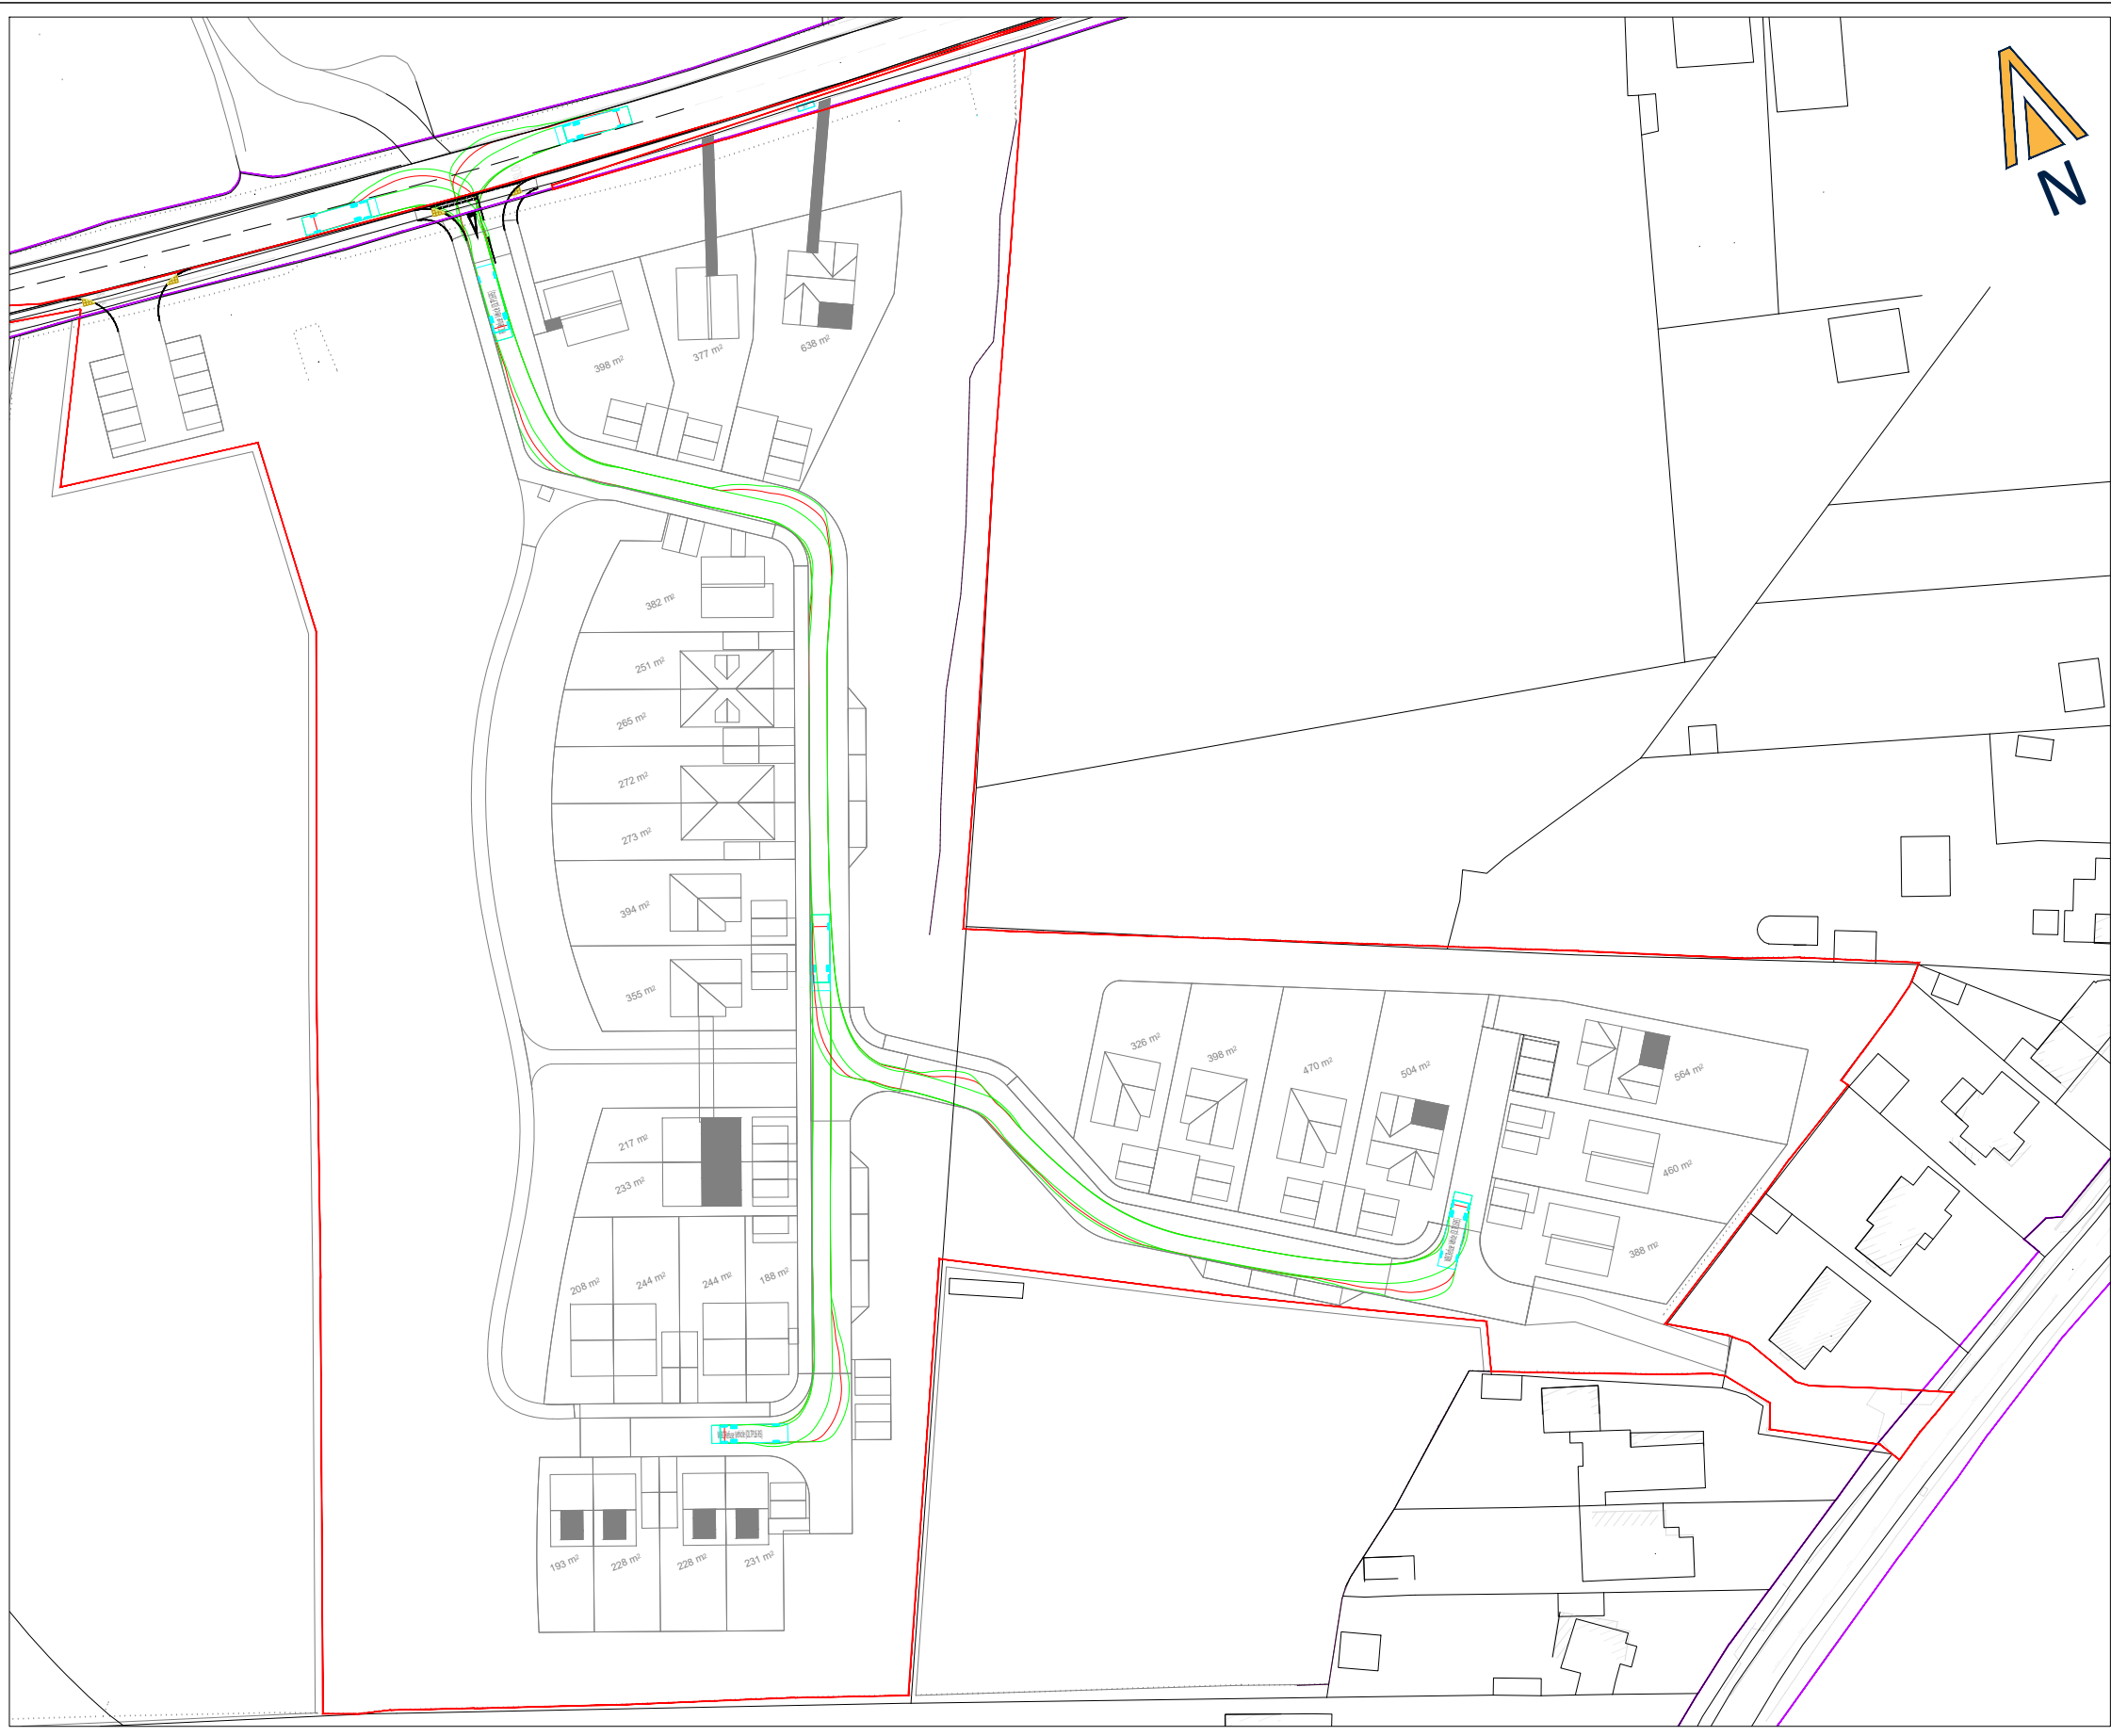 N
398 m²
377 m²
638 m²
382 m²
251 m²
265 m²
272 m²
273 m²
394 m²
355 m²
326 m²
398 m²
470 m²
504 m²
564 m²
460 m²
388 m²
217 m²
233 m²
208 m²
244 m²
244 m²
188 m²
193 m²
228 m²
228 m²
231 m²